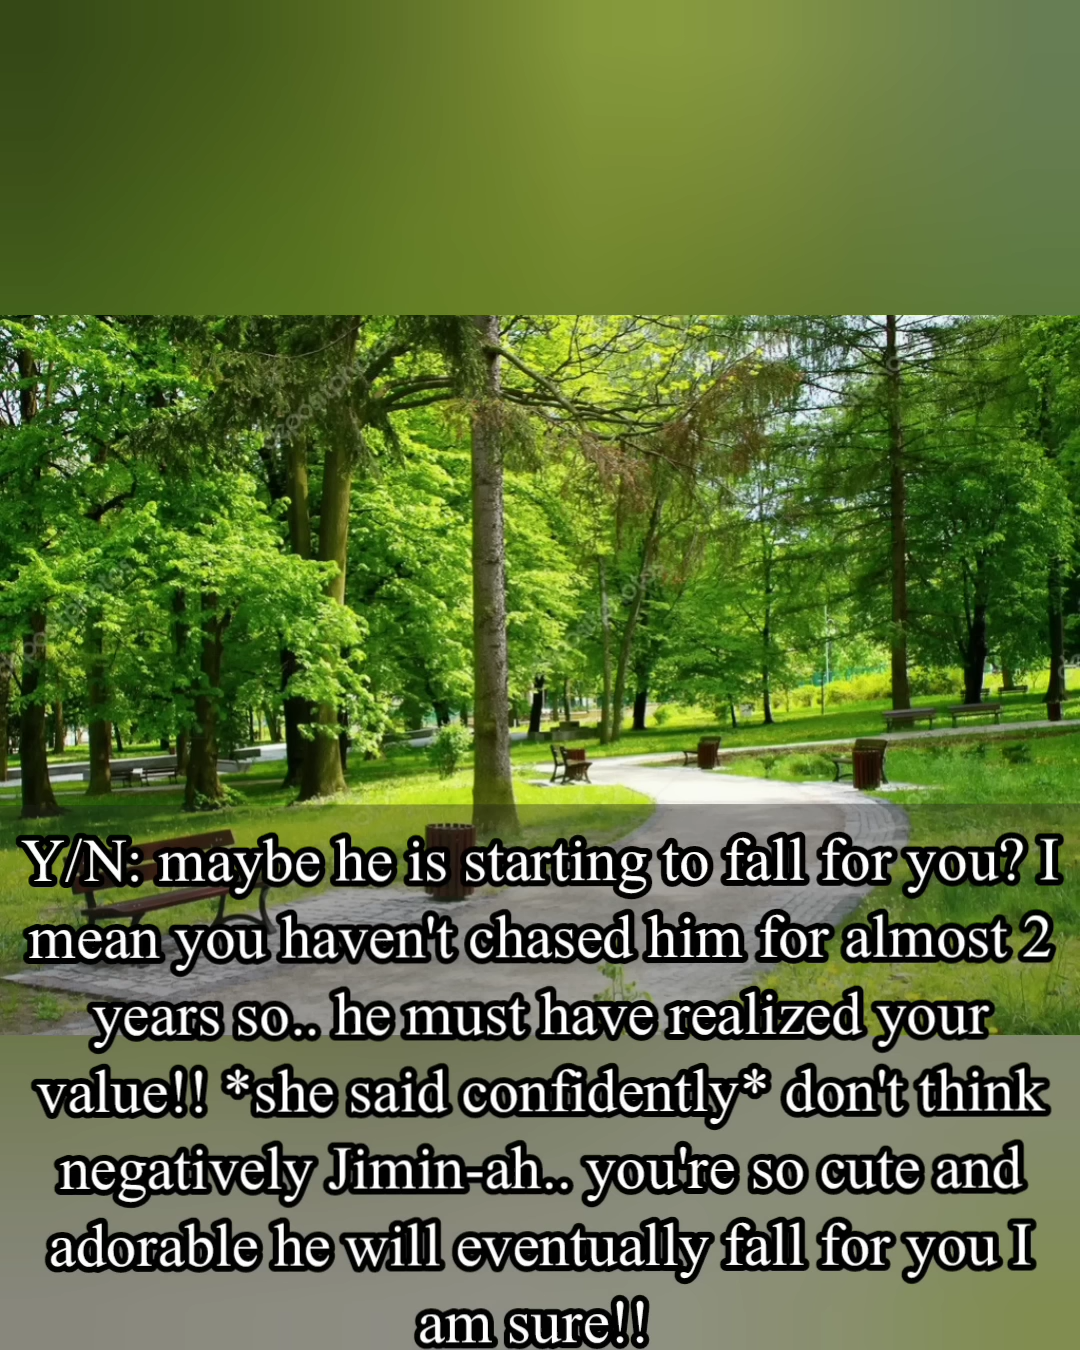 Y/N: maybe he is starting to fall for you? I
mean you haven't chased him for almost 2
years so.. he must have realized your
value!! *she said confidently* don't think
negatively Jimin-ah.. you're so cute and
adorable he will eventually fall for you I
am sure!!